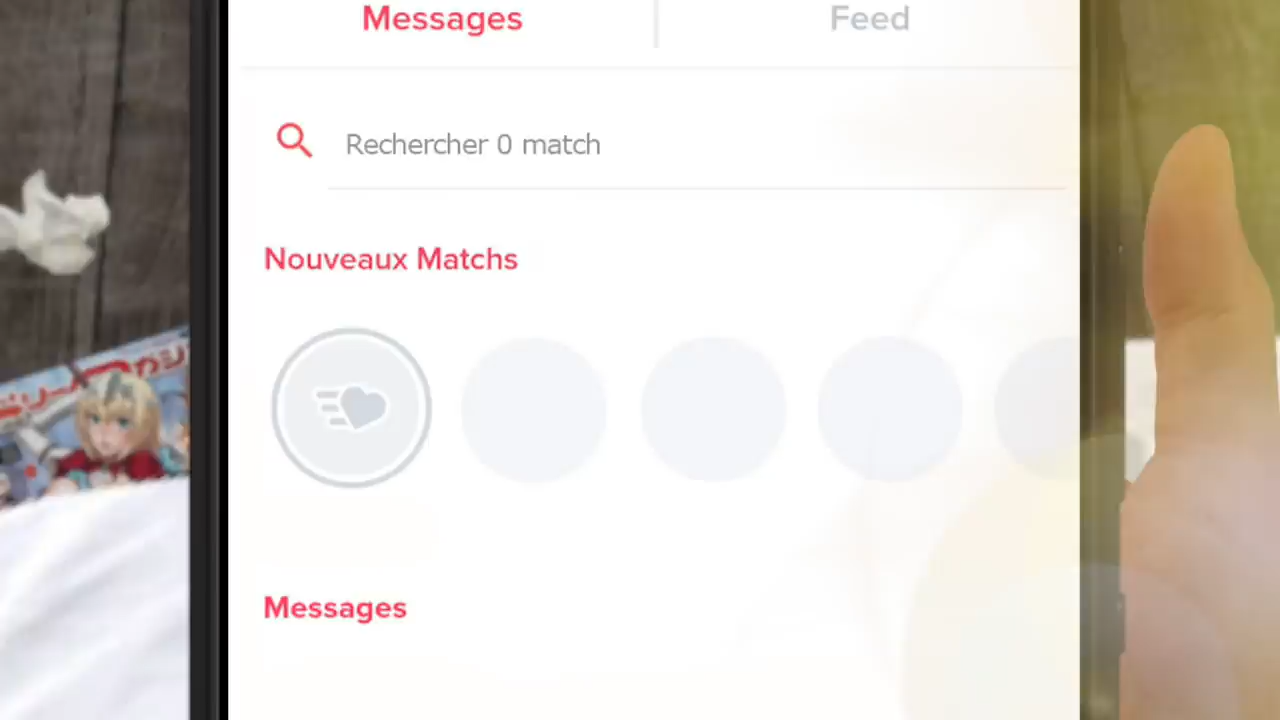 Messages
Feed
Rechercher 0 match
Nouveaux Matchs
Messages